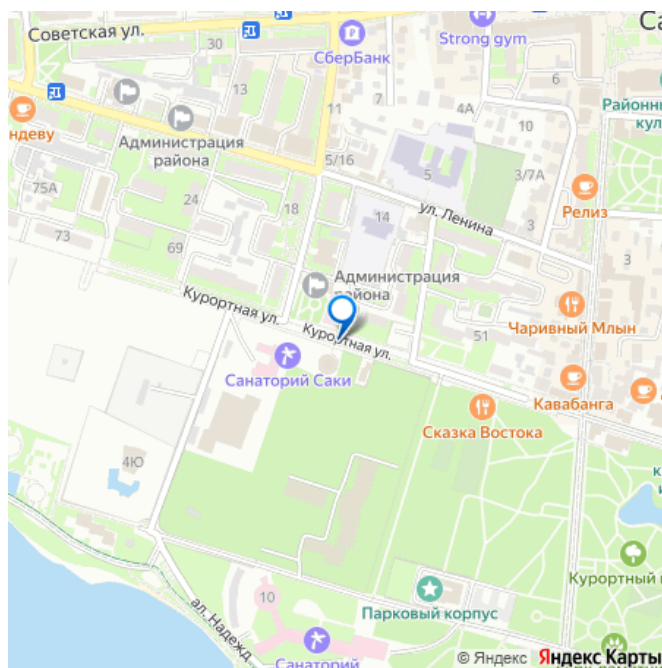 Са
Советская ул.
30
СберБанк
Strong gym
6
13
Районны
кул
11
7
4А
10
ндеву
Администрация
района
5/16
5
3/7А
75А
24
18
14
ул. Ленина
3
Релиз
73
69
3
Администрация
района
Курортная ул.
Курортная ул.
51
Чаривный Млын
Санаторий Саки
Кавабанга
Сказка Востока
4Ю
Курортный
ал. Надежд
10
Парковый корпус
Санаторий
© Яндекс Яндекс Карты